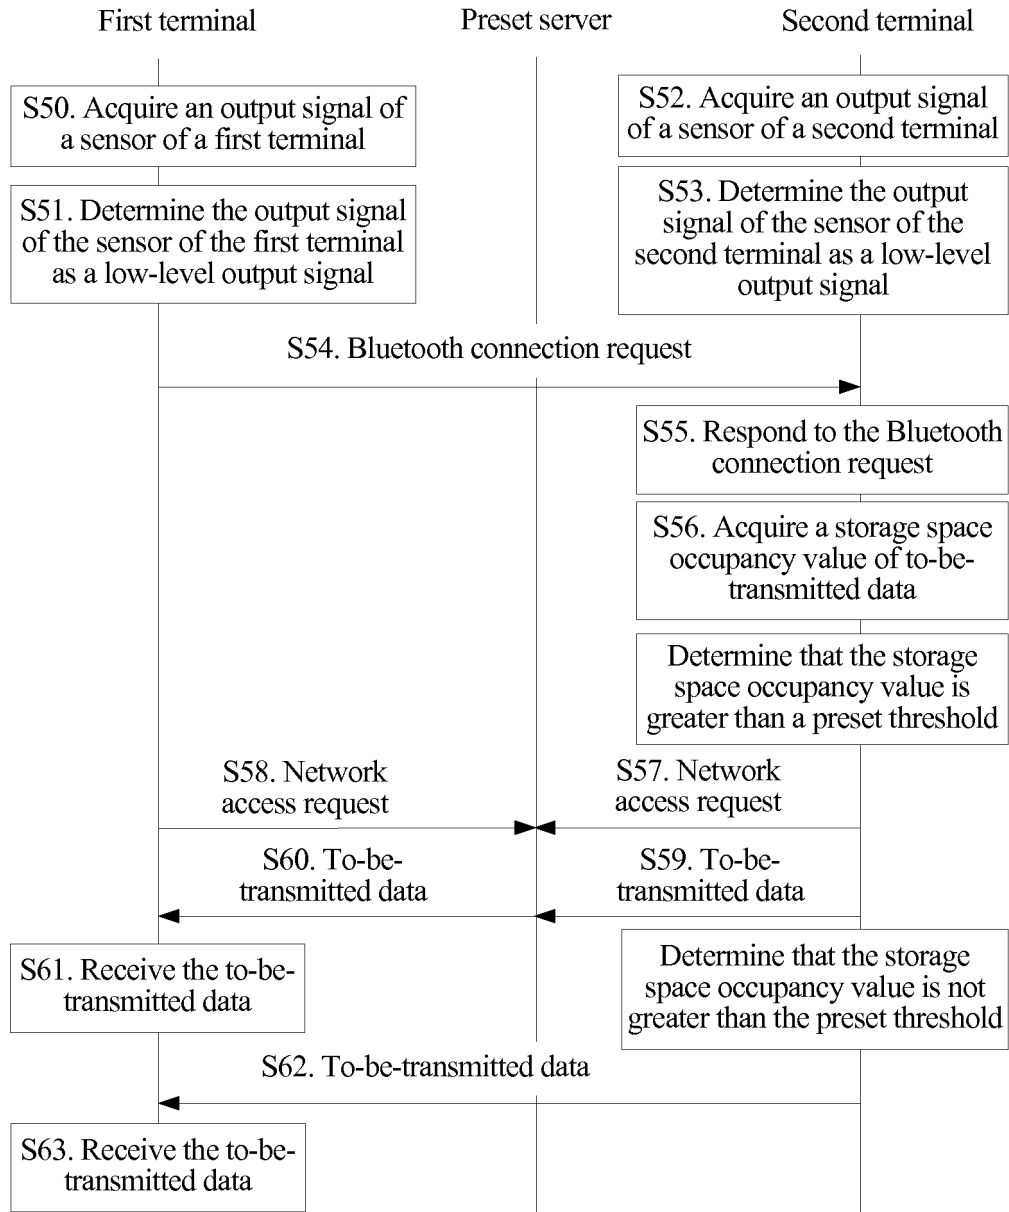 First terminal
Preset server
Second terminal
S50. Acquire an output signal of
a sensor of a first terminal
S52. Acquire an output signal
of a sensor of a second terminal
S51. Determine the output signal
of the sensor of the first terminal
as a low-level output signal
S53. Determine the output
signal of the sensor of the
second terminal as a low-level
output signal
S54. Bluetooth connection request
S55. Respond to the Bluetooth
connection request
S56. Acquire a storage space
occupancy value of to-be-
transmitted data
Determine that the storage
space occupancy value is
greater than a preset threshold
S58. Network
access request
S57. Network
access request
S60. To-be-
transmitted data
S59. To-be-
transmitted data
S61. Receive the to-be-
transmitted data
Determine that the storage
space occupancy value is not
greater than the preset threshold
S62. To-be-transmitted data
S63. Receive the to-be-
transmitted data